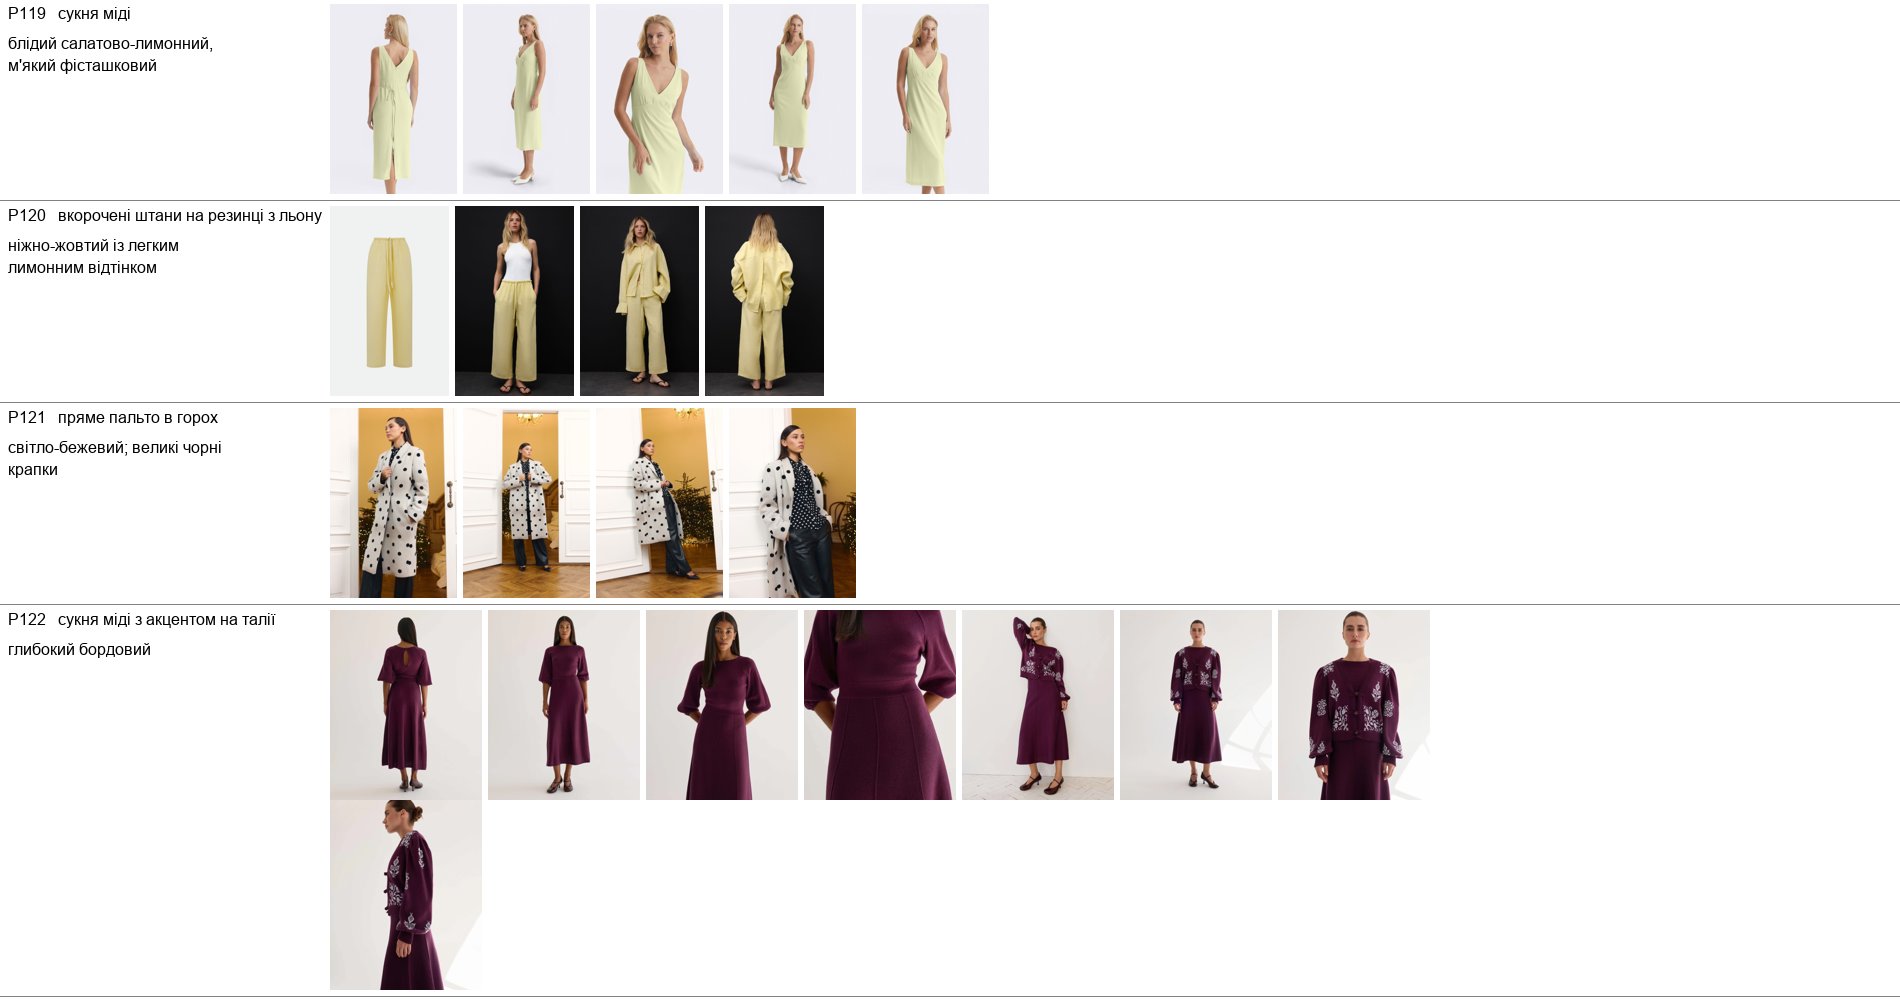 P119 сукня міді
блідий салатово-лимонний,
м'який фісташковий
P120 вкорочені штани на резинці з льону
ніжно-жовтий із легким
лимонним відтінком
P121 пряме пальто в горох
світло-бежевий; великі чорні
крапки
P122 сукня міді з акцентом на талії
глибокий бордовий